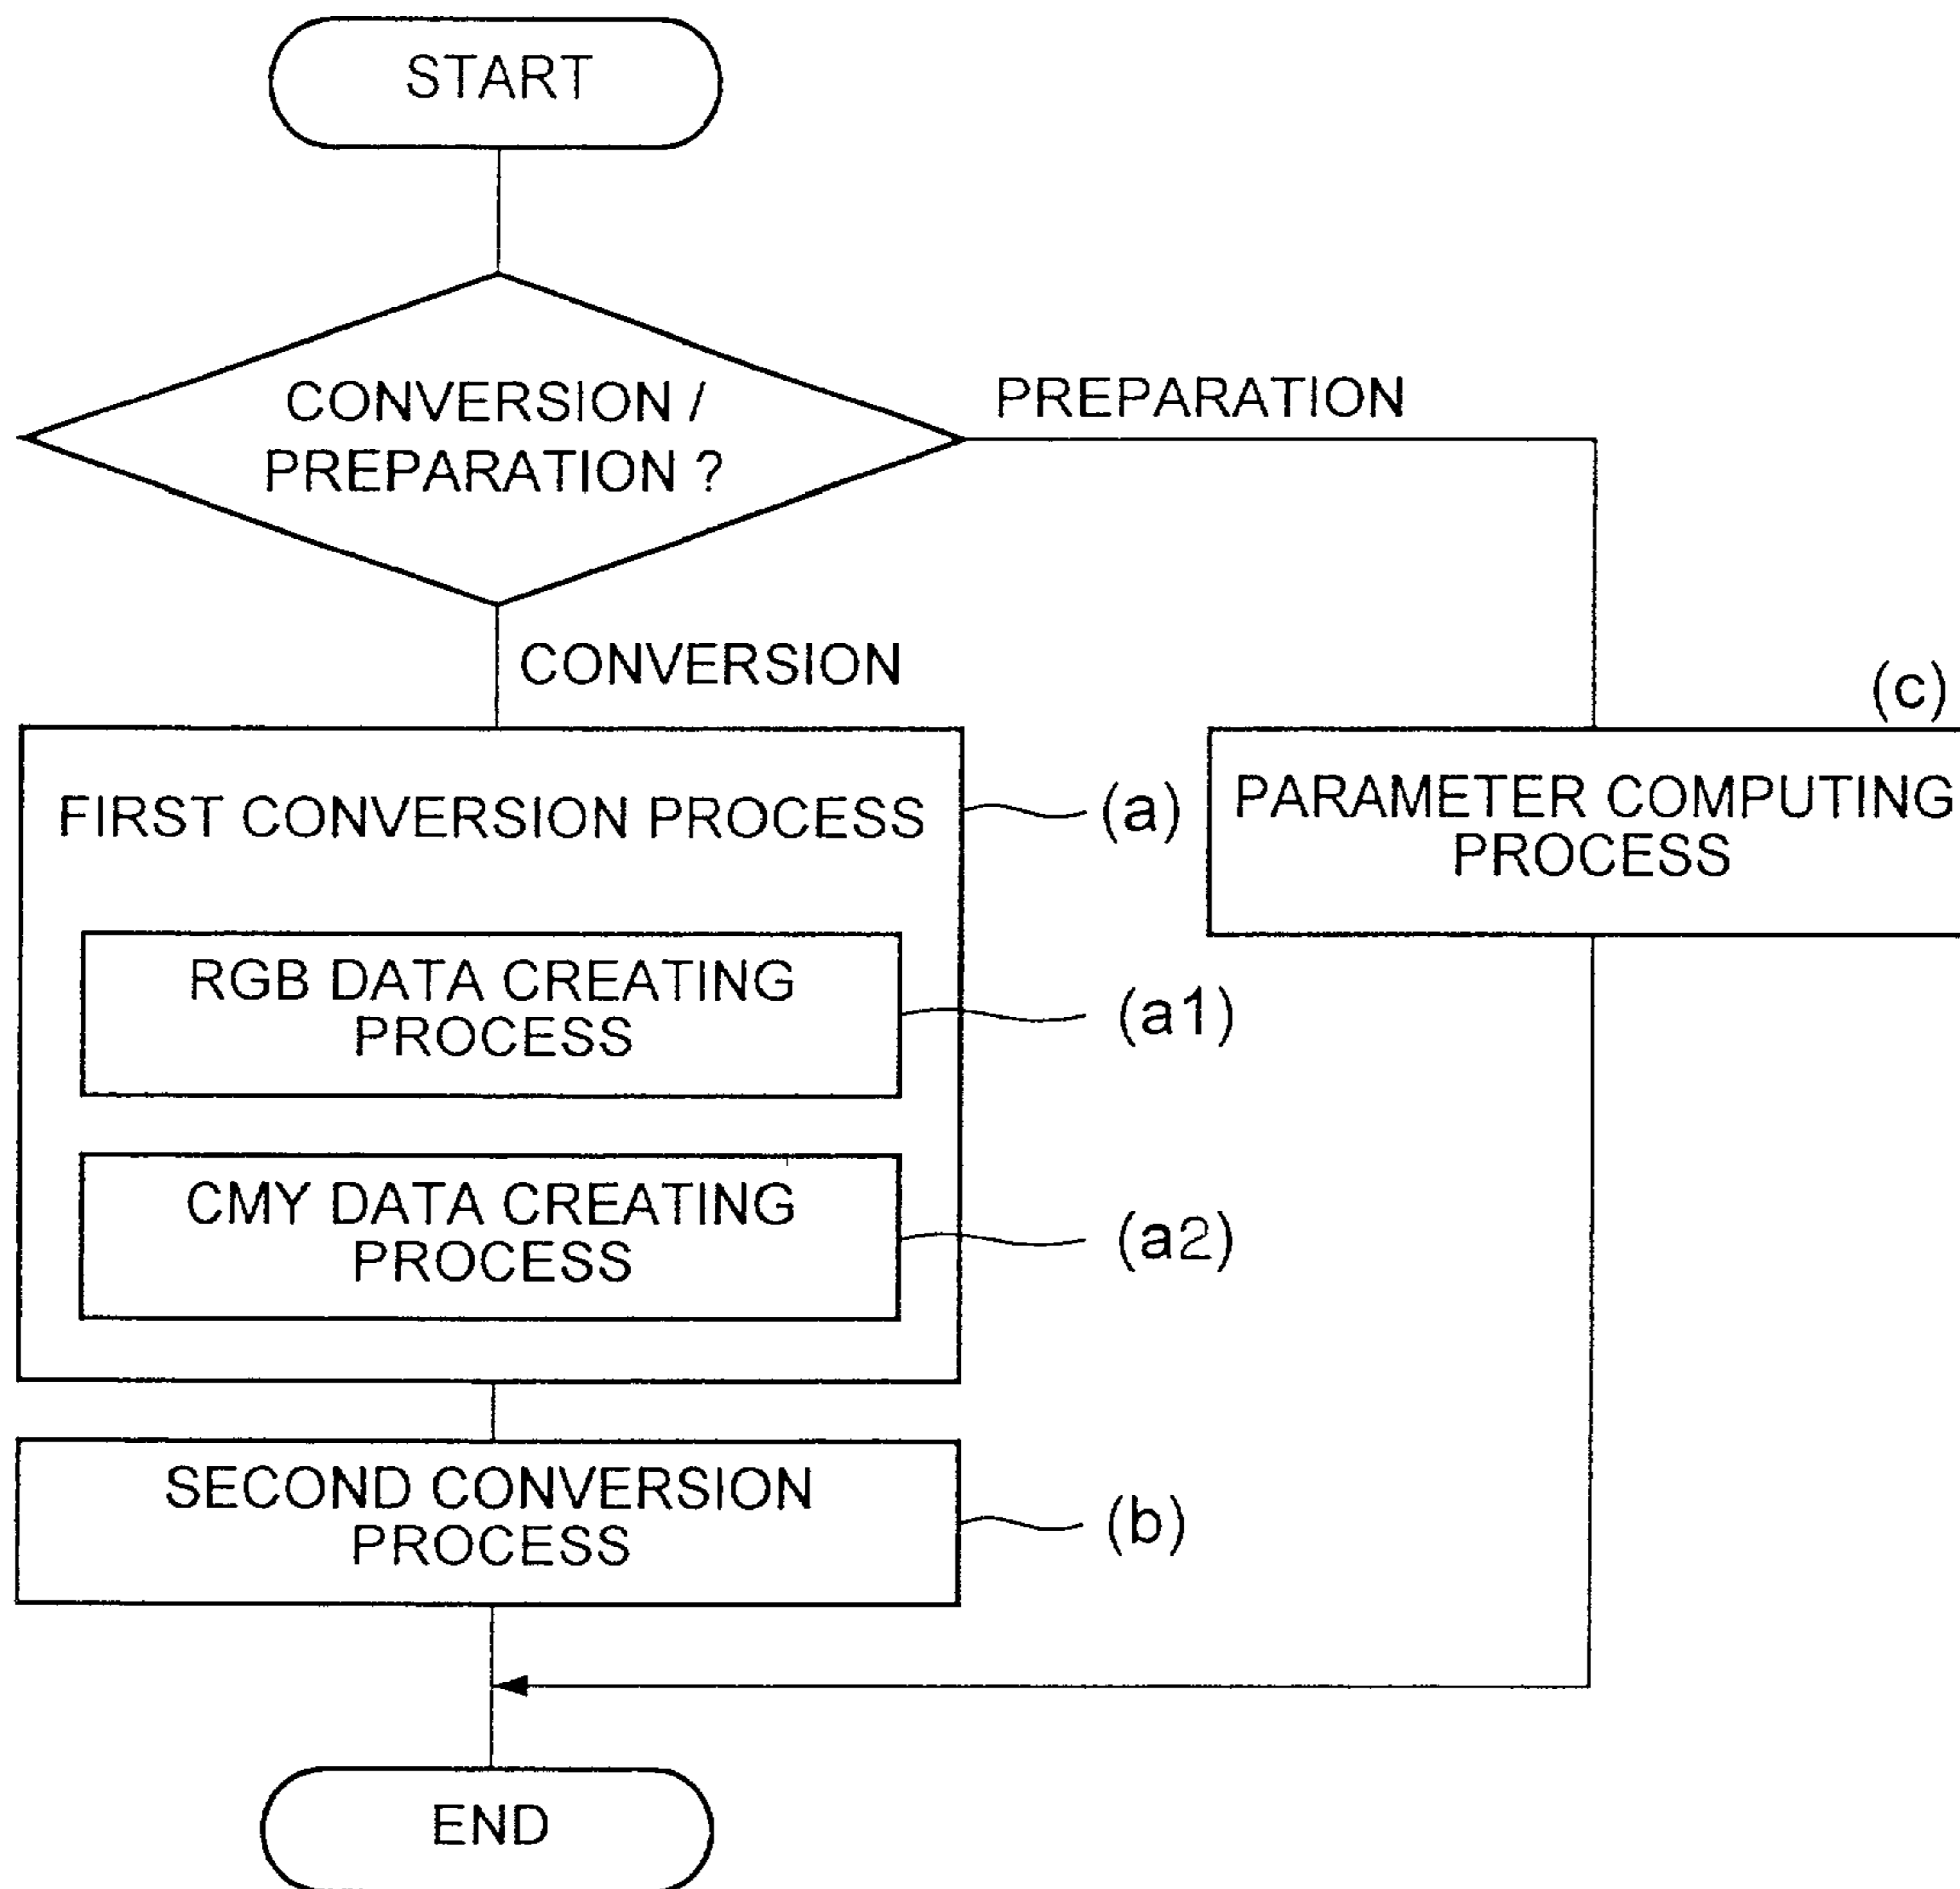 START
CONVERSION /
PREPARATION ?
PREPARATION
CONVERSION
(c)
FIRST CONVERSION PROCESS
(a)
PARAMETER COMPUTING
PROCESS
RGB DATA CREATING
PROCESS
(a1)
CMY DATA CREATING
PROCESS
(a2)
SECOND CONVERSION
PROCESS
(b)
END